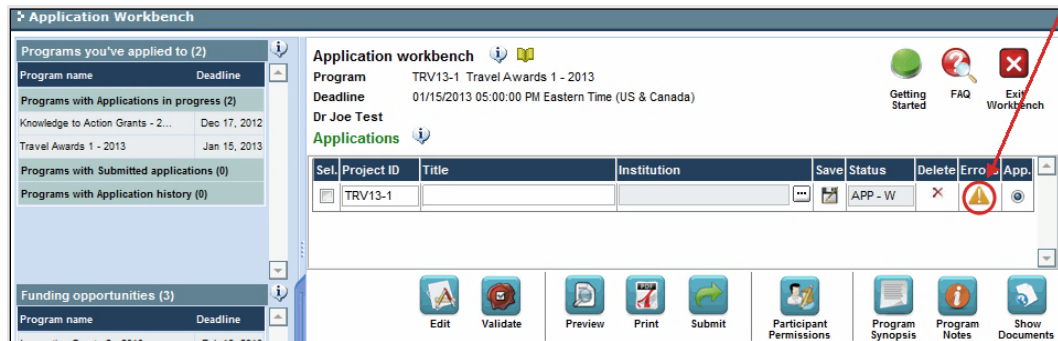 Application Workbench
Programs you've applied to (2)
Program name Deadline
Programs with Applications in progress (2)
Knowledge to Action Grants - 2... Dec 17, 2012
Travel Awards 1 - 2013 Jan 15, 2013
Programs with Submitted applications (0)
Programs with Application history (0)
Funding opportunities (3)
Program name Deadline
Application workbench
Program TRV13-1 Travel Awards 1 - 2013
Deadline 01/15/2013 05:00:00 PM Eastern Time (US & Canada)
Dr Joe Test
Applications
Getting Started
FAQ
Exit Workbench
Sel. Project ID Title Institution Save Status Delete Errors App.
TRV13-1 APP - W
Edit Validate Preview Print Submit Participant Permissions Program Synopsis Program Notes Show Documents